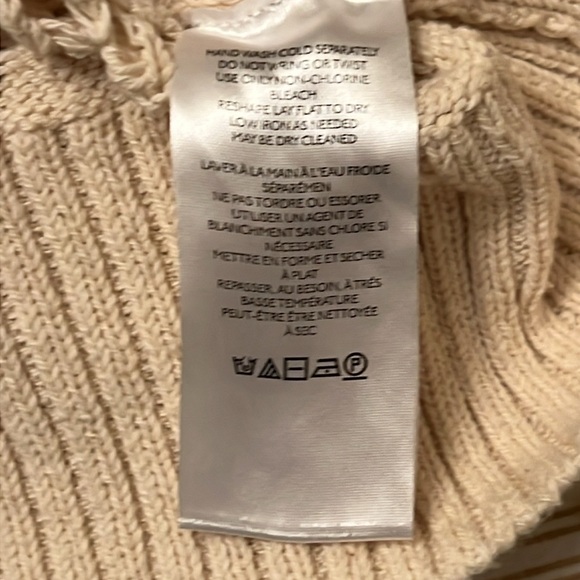 HAND WASH COLD SEPARATELY
DO NOT WRING OR TWIST
USE ONLY NON-CHLORINE
BLEACH
RESHAPE LAY FLAT TO DRY
LOW IRON AS NEEDED
MAY BE DRY CLEANED
LAVER À LA MAIN À L'EAU FROIDE
SÉPARÉMEN
NE PAS TORDRE OU ESSORER
UTILISER UN AGENT DE
BLANCHIMENT SANS CHLORE SI
NÉCESSAIRE
METTRE EN FORME ET SECHER
À PLAT
REPASSER, AU BESOIN, À TRÉS
BASSE TEMPÉRATURE
PEUT-ÊTRE ÊTRE NETTOYÉE
À SEC
P